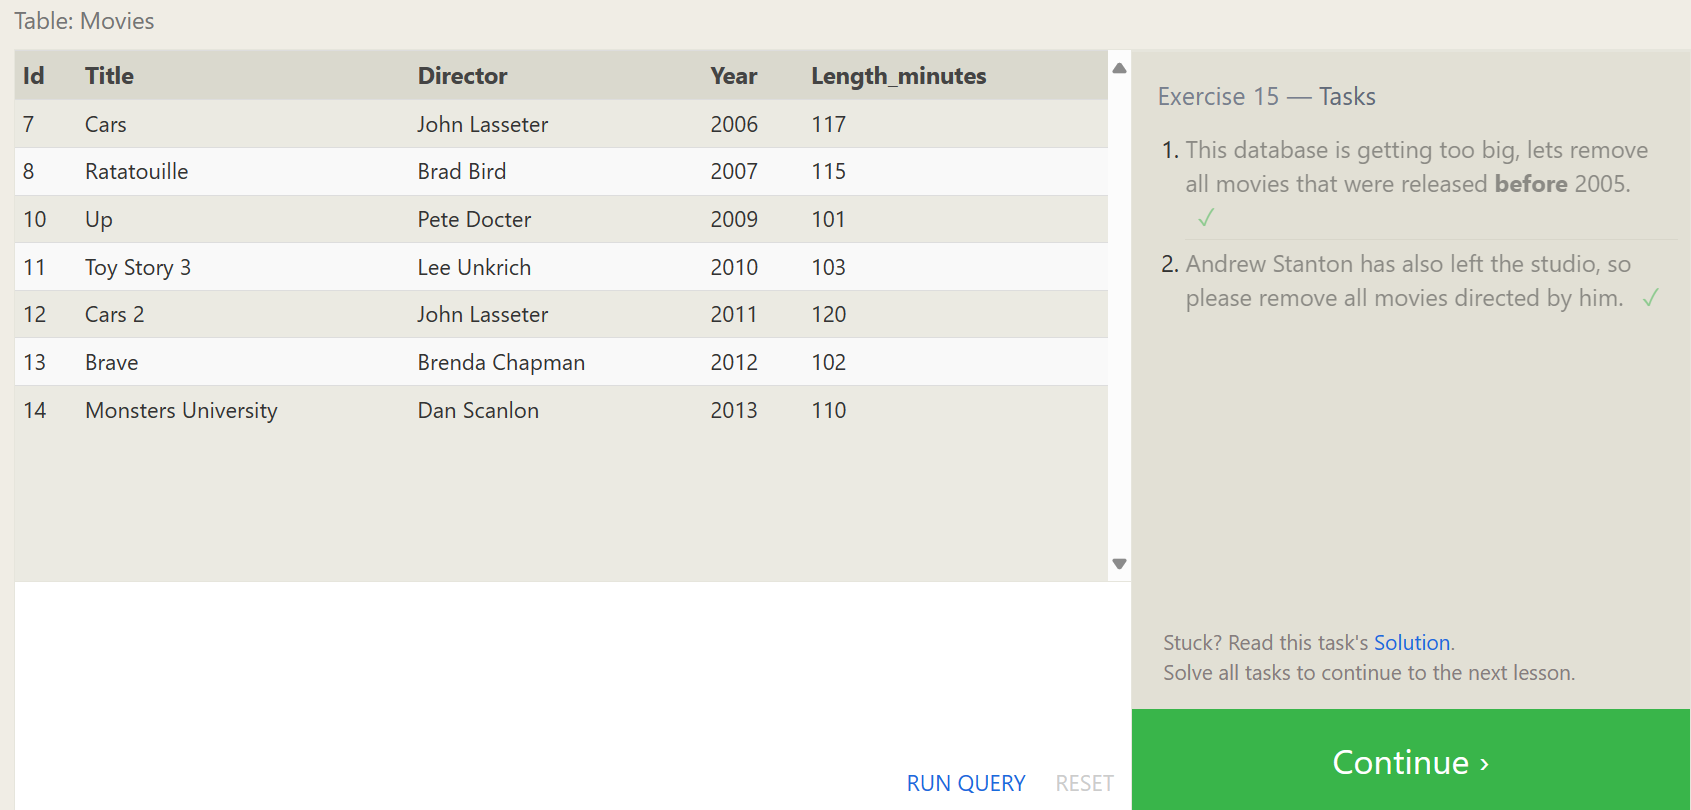 Table: Movies
Id Title Director Year Length_minutes
7 Cars John Lasseter 2006 117
8 Ratatouille Brad Bird 2007 115
10 Up Pete Docter 2009 101
11 Toy Story 3 Lee Unkrich 2010 103
12 Cars 2 John Lasseter 2011 120
13 Brave Brenda Chapman 2012 102
14 Monsters University Dan Scanlon 2013 110
RUN QUERY RESET
Exercise 15 — Tasks
1. This database is getting too big, lets remove
all movies that were released before 2005.
✓
2. Andrew Stanton has also left the studio, so
please remove all movies directed by him. ✓
Stuck? Read this task's Solution.
Solve all tasks to continue to the next lesson.
Continue ›